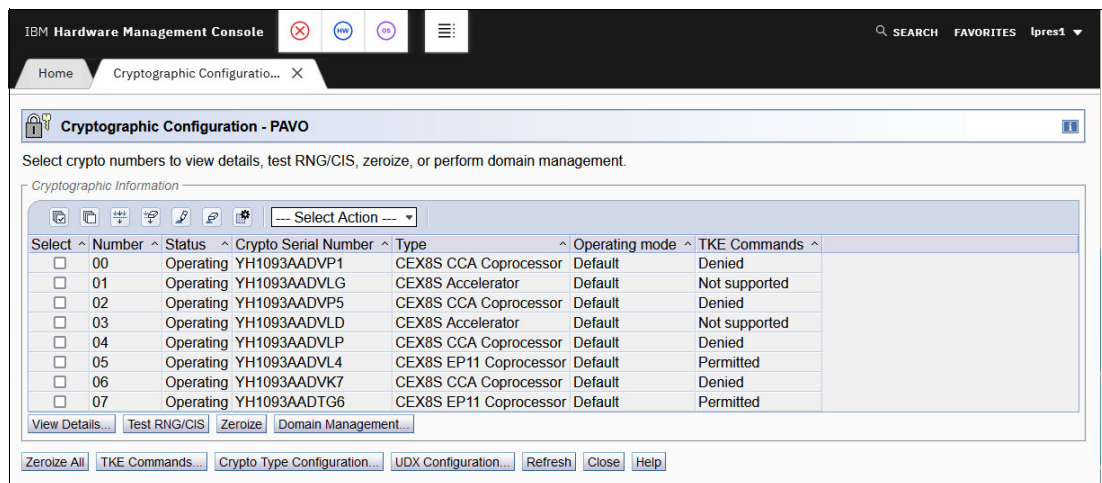 IBM Hardware Management Console HW OS SEARCH FAVORITES lpres1
Home Cryptographic Configuratio...
Cryptographic Configuration - PAVO
Select crypto numbers to view details, test RNG/CIS, zeroize, or perform domain management.
Cryptographic Information
--- Select Action ---
Select ^ Number ^ Status ^ Crypto Serial Number ^ Type ^ Operating mode ^ TKE Commands ^
00 Operating YH1093AADVP1 CEX8S CCA Coprocessor Default Denied
01 Operating YH1093AADVLG CEX8S Accelerator Default Not supported
02 Operating YH1093AADVP5 CEX8S CCA Coprocessor Default Denied
03 Operating YH1093AADVLD CEX8S Accelerator Default Not supported
04 Operating YH1093AADVLP CEX8S CCA Coprocessor Default Denied
05 Operating YH1093AADVL4 CEX8S EP11 Coprocessor Default Permitted
06 Operating YH1093AADVK7 CEX8S CCA Coprocessor Default Denied
07 Operating YH1093AADTG6 CEX8S EP11 Coprocessor Default Permitted
View Details... Test RNG/CIS Zeroize Domain Management...
Zeroize All TKE Commands... Crypto Type Configuration... UDX Configuration... Refresh Close Help